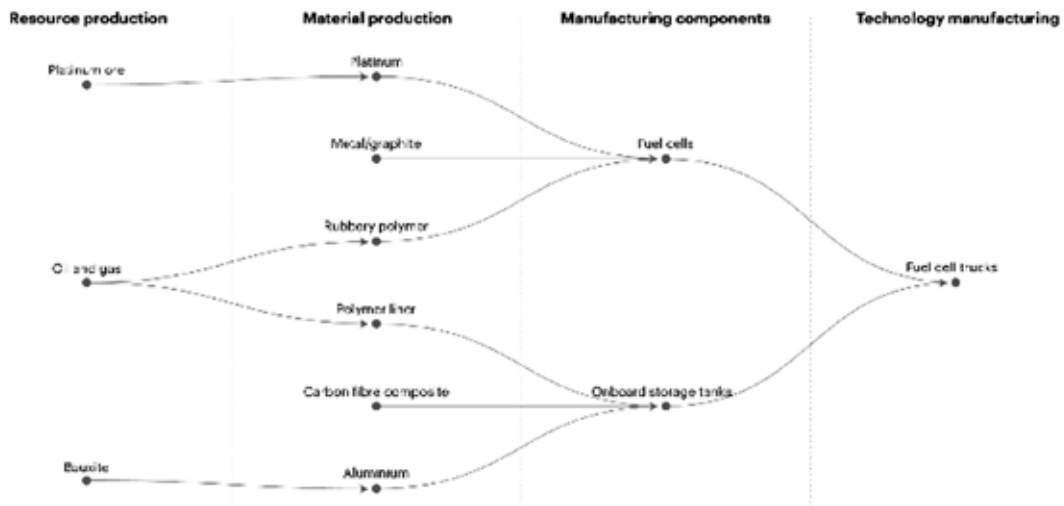 Resource production
Material production
Manufacturing components
Technology manufacturing
Platinum ore
Platinum
Metal/graphite
Fuel cells
Rubbery polymer
Oil and gas
Fuel cell trucks
Polymer liner
Carbon fibre composite
Onboard storage tanks
Bauxite
Aluminium